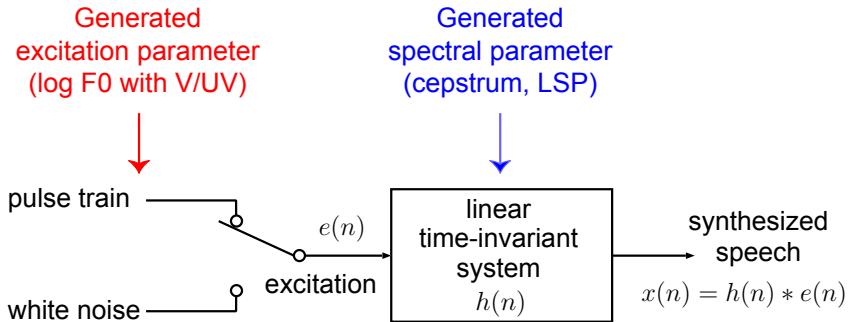 Generated
excitation parameter
(log F0 with V/UV)
Generated
spectral parameter
(cepstrum, LSP)
pulse train
e(n)
excitation
white noise
linear
time-invariant
system
h(n)
synthesized
speech
x(n) = h(n) * e(n)